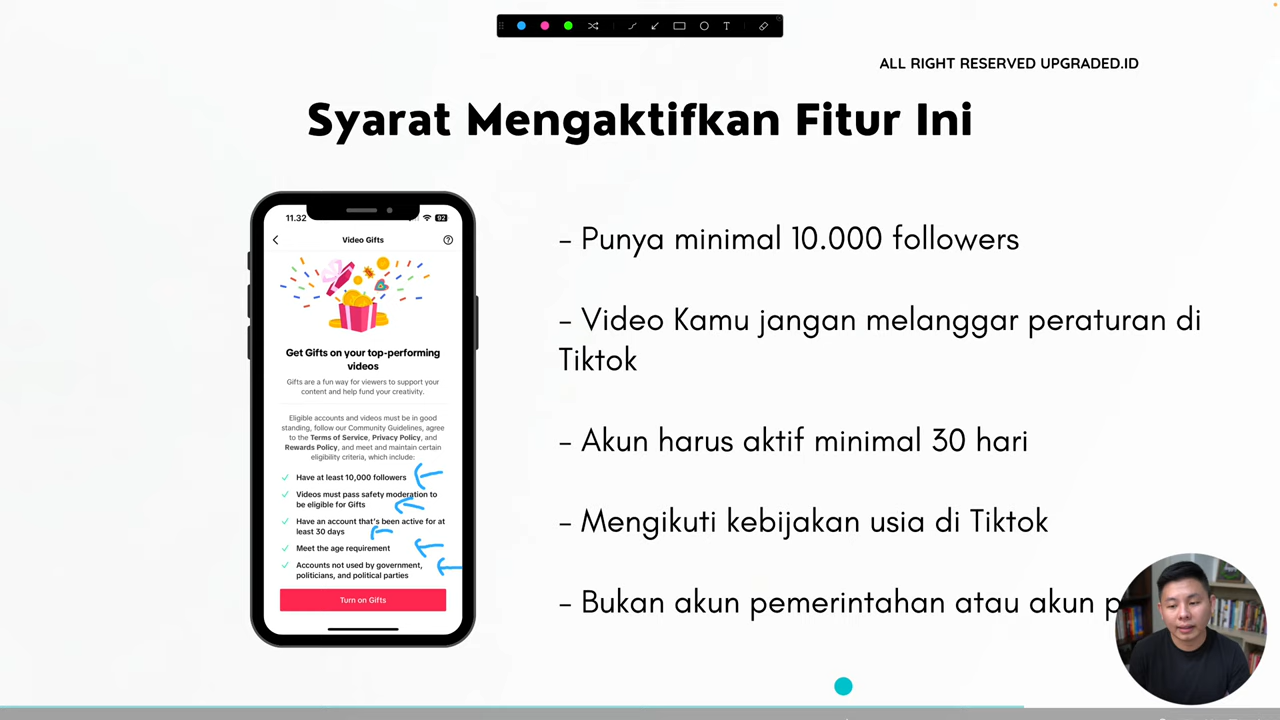 T
ALL RIGHT RESERVED UPGRADED.ID
Syarat Mengaktifkan Fitur Ini
11.32
92
Video Gifts
Get Gifts on your top-performing
videos
Gifts are a fun way for viewers to support your
content and help fund your creativity.
Eligible accounts and videos must be in good
standing, follow our Community Guidelines, agree
to the Terms of Service, Privacy Policy, and
Rewards Policy, and meet and maintain certain
eligibility criteria, which include:
Have at least 10,000 followers
Videos must pass safety moderation to
be eligible for Gifts
Have an account that's been active for at
least 30 days
Meet the age requirement
Accounts not used by government,
politicians, and political parties
Turn on Gifts
- Punya minimal 10.000 followers
- Video Kamu jangan melanggar peraturan di
Tiktok
- Akun harus aktif minimal 30 hari
- Mengikuti kebijakan usia di Tiktok
- Bukan akun pemerintahan atau akun